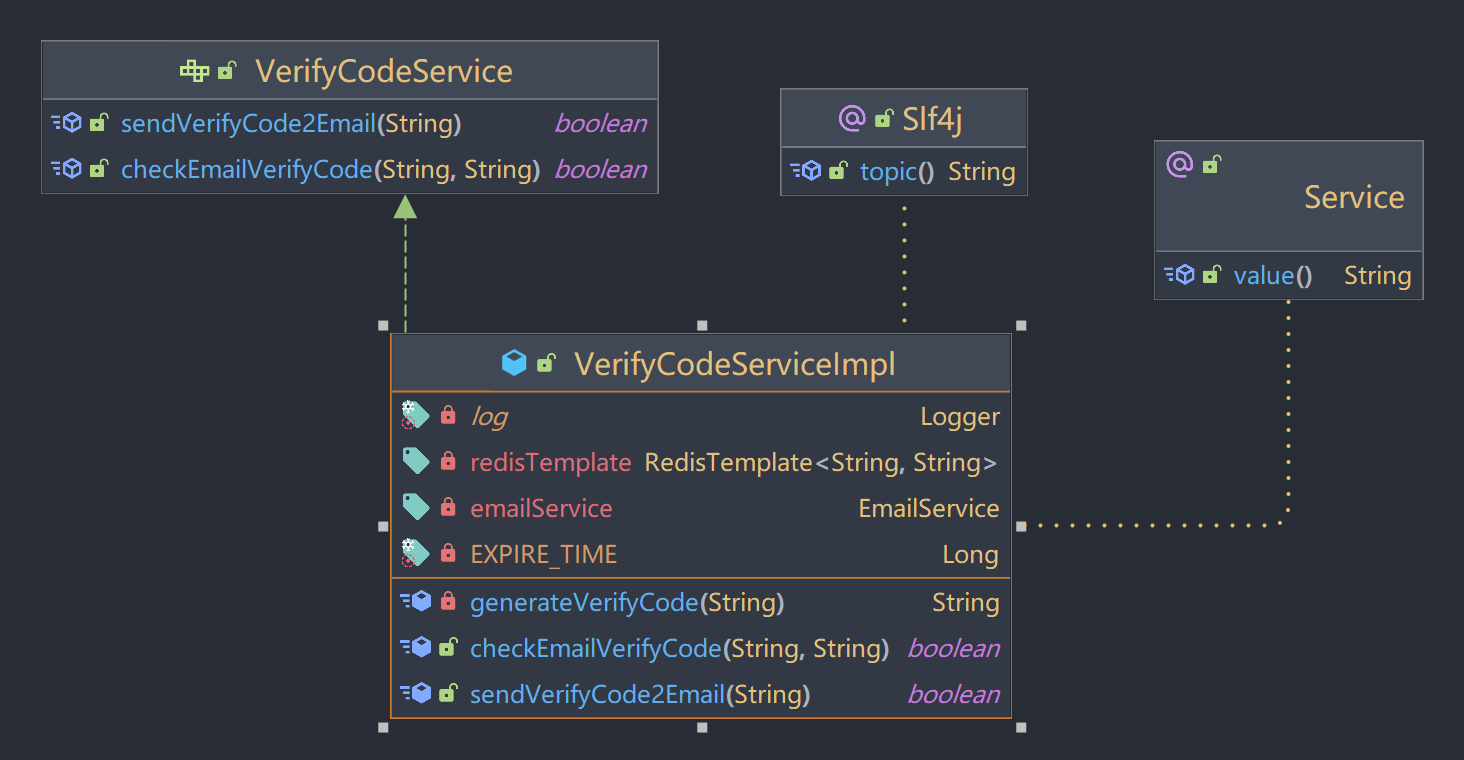 VerifyCodeService
sendVerifyCode2Email(String) boolean
checkEmailVerifyCode(String, String) boolean
@ Slf4j
topic() String
@
Service
value() String
VerifyCodeServiceImpl
log Logger
redisTemplate RedisTemplate<String, String>
emailService EmailService
EXPIRE_TIME Long
generateVerifyCode(String) String
checkEmailVerifyCode(String, String) boolean
sendVerifyCode2Email(String) boolean